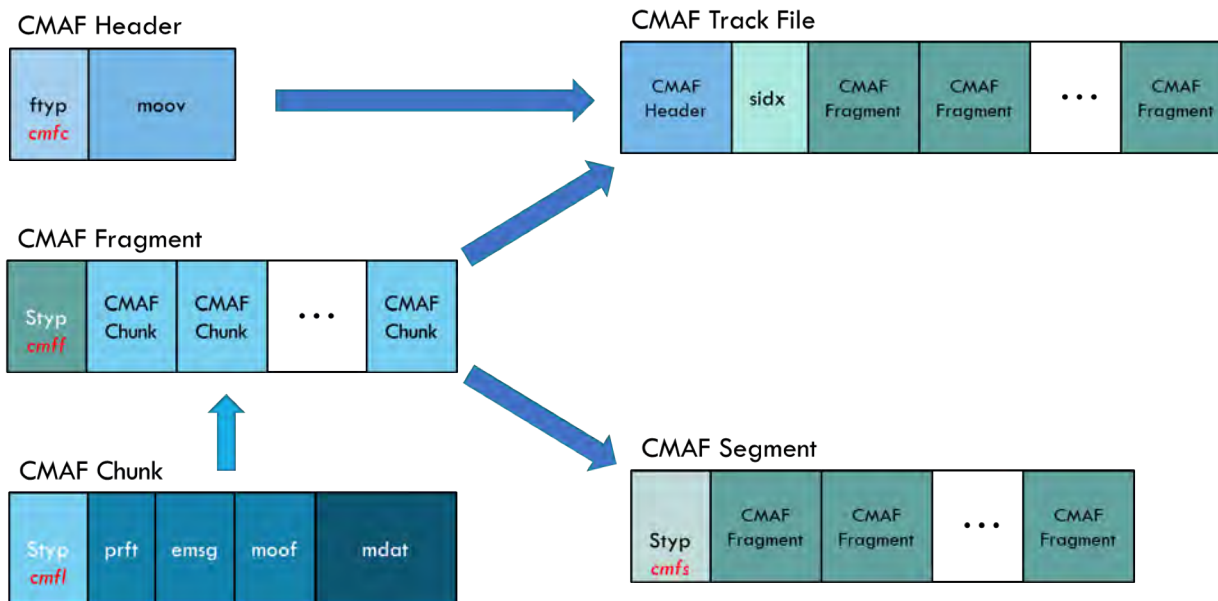 CMAF Header
ftyp
cmfc
moov
CMAF Track File
CMAF
Header
sidx
CMAF
Fragment
CMAF
Fragment
...
CMAF
Fragment
CMAF Fragment
Styp
cmff
CMAF
Chunk
CMAF
Chunk
...
CMAF
Chunk
CMAF Chunk
Styp
cmfl
prft
emsg
moof
mdat
CMAF Segment
Styp
cmfs
CMAF
Fragment
CMAF
Fragment
...
CMAF
Fragment